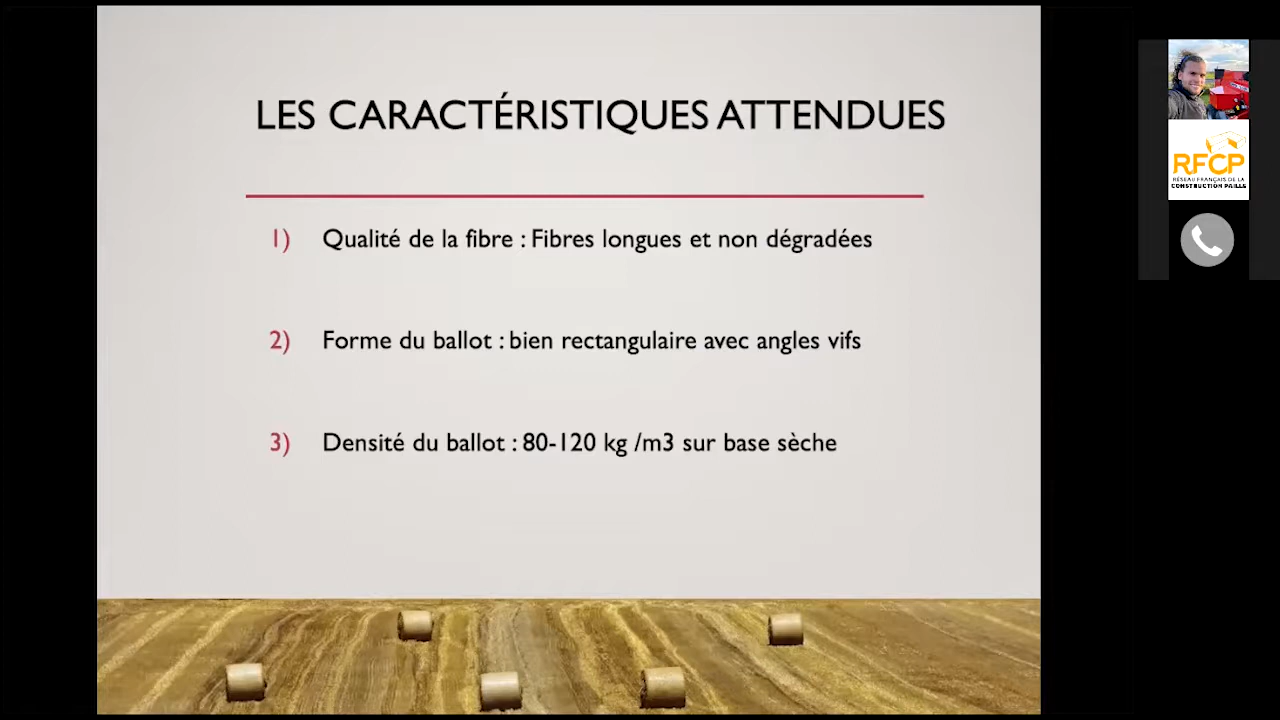 LES CARACTÉRISTIQUES ATTENDUES
1) Qualité de la fibre : Fibres longues et non dégradées
2) Forme du ballot : bien rectangulaire avec angles vifs
3) Densité du ballot : 80-120 kg /m3 sur base sèche
RFCP
RÉSEAU FRANÇAIS DE LA
CONSTRUCTION PAILLE